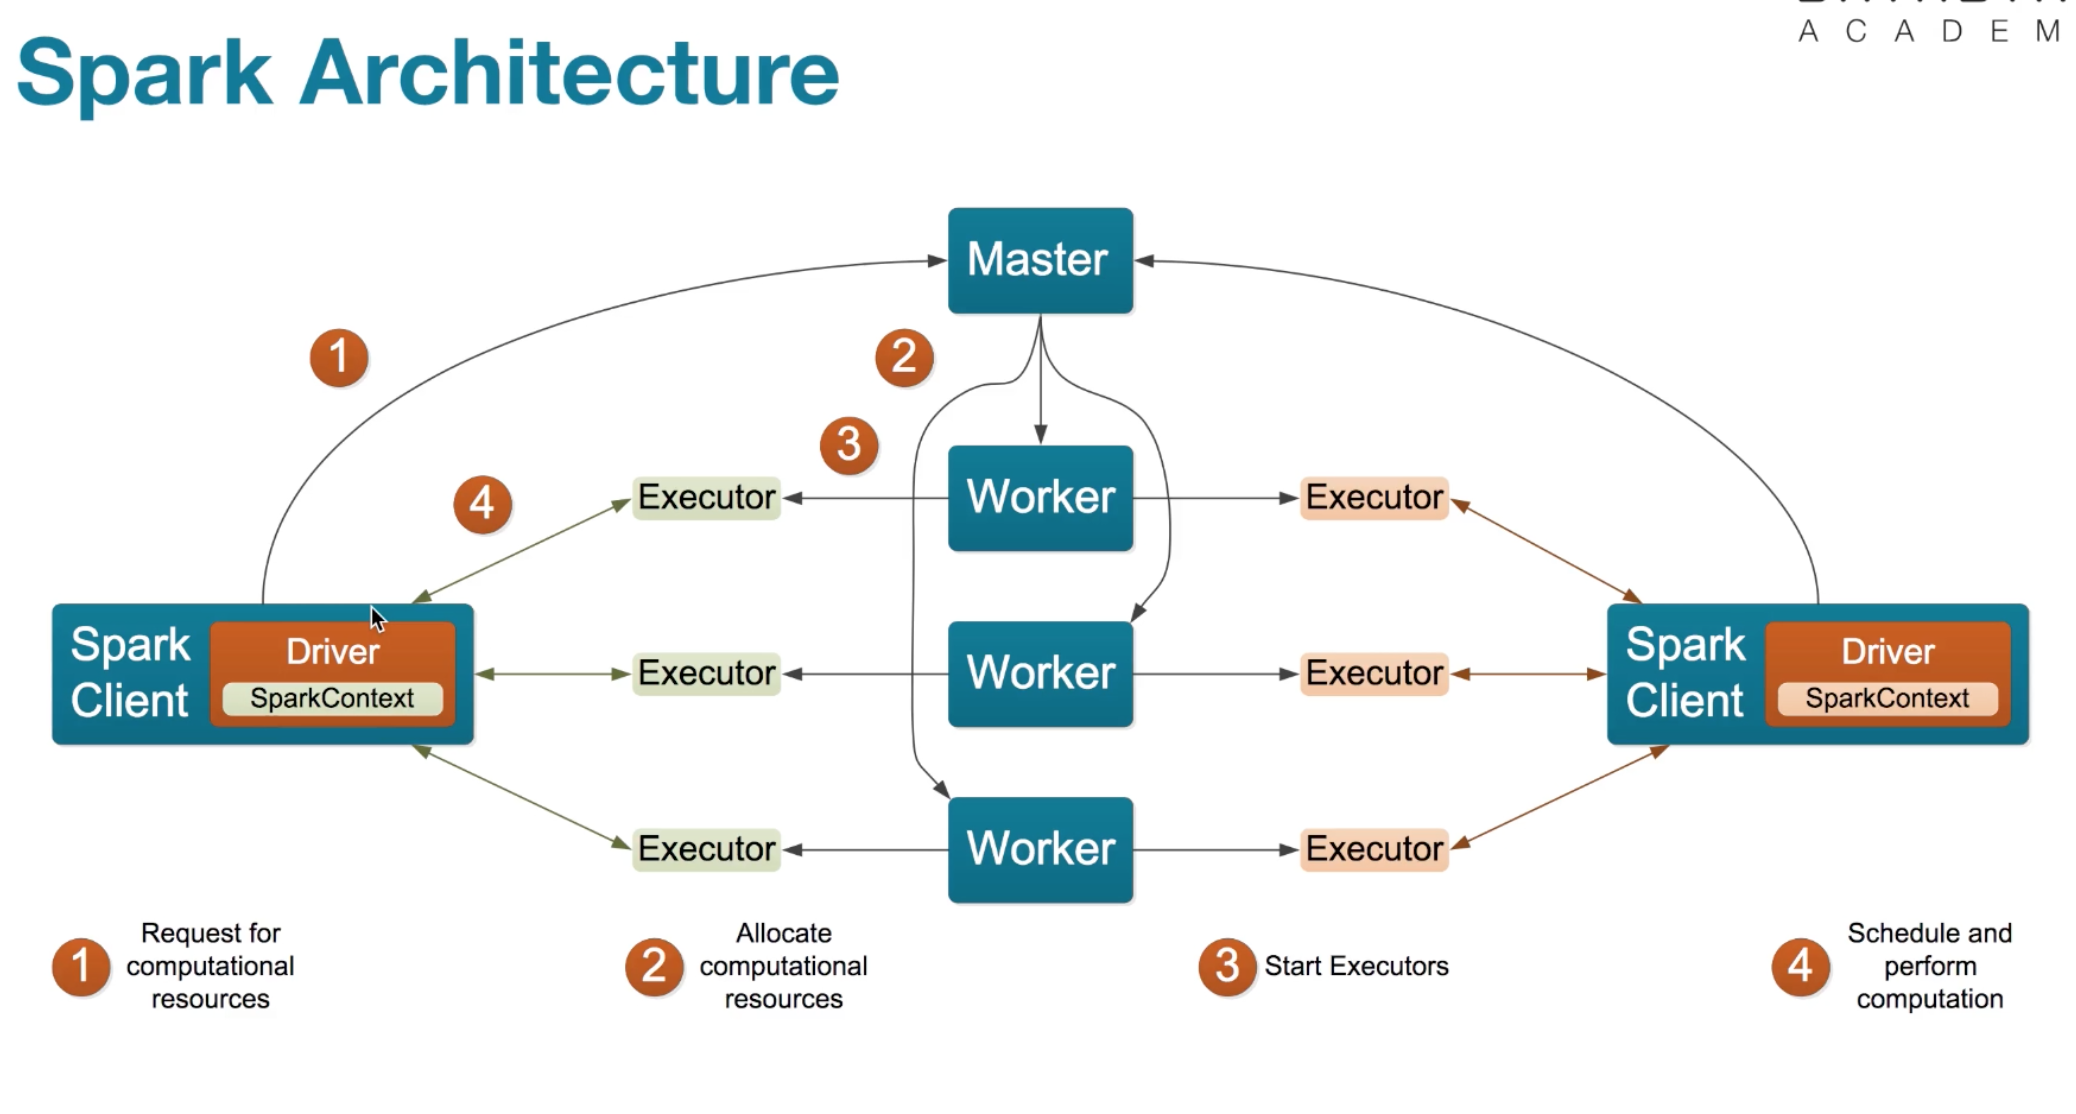 A C A D E M
Spark Architecture
Master
1
2
3
4
Executor
Worker
Executor
Spark
Client
Driver
SparkContext
Executor
Worker
Executor
Spark
Client
Driver
SparkContext
Executor
Worker
Executor
1
Request for
computational
resources
2
Allocate
computational
resources
3
Start Executors
4
Schedule and
perform
computation